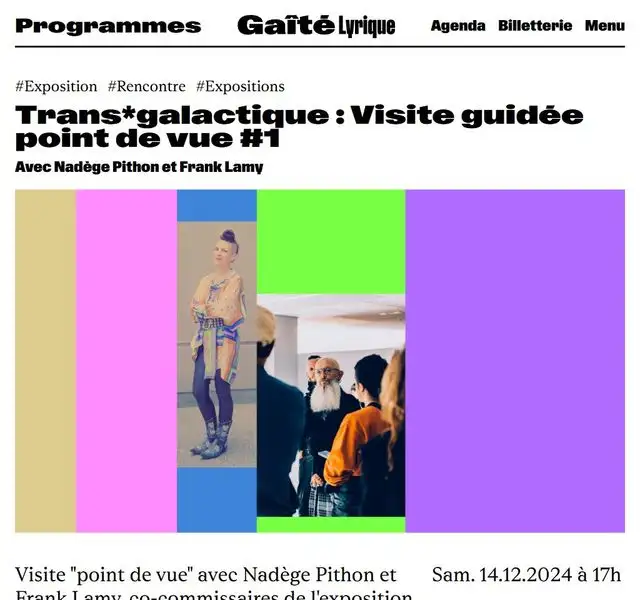 Programmes Gaîté Lyrique Agenda Billetterie Menu
#Exposition #Rencontre #Expositions
Trans*galactique : Visite guidée
point de vue #1
Avec Nadège Pithon et Frank Lamy
Visite "point de vue" avec Nadège Pithon et
Frank Lamy, co-commissaires de l'exposition
Sam. 14.12.2024 à 17h